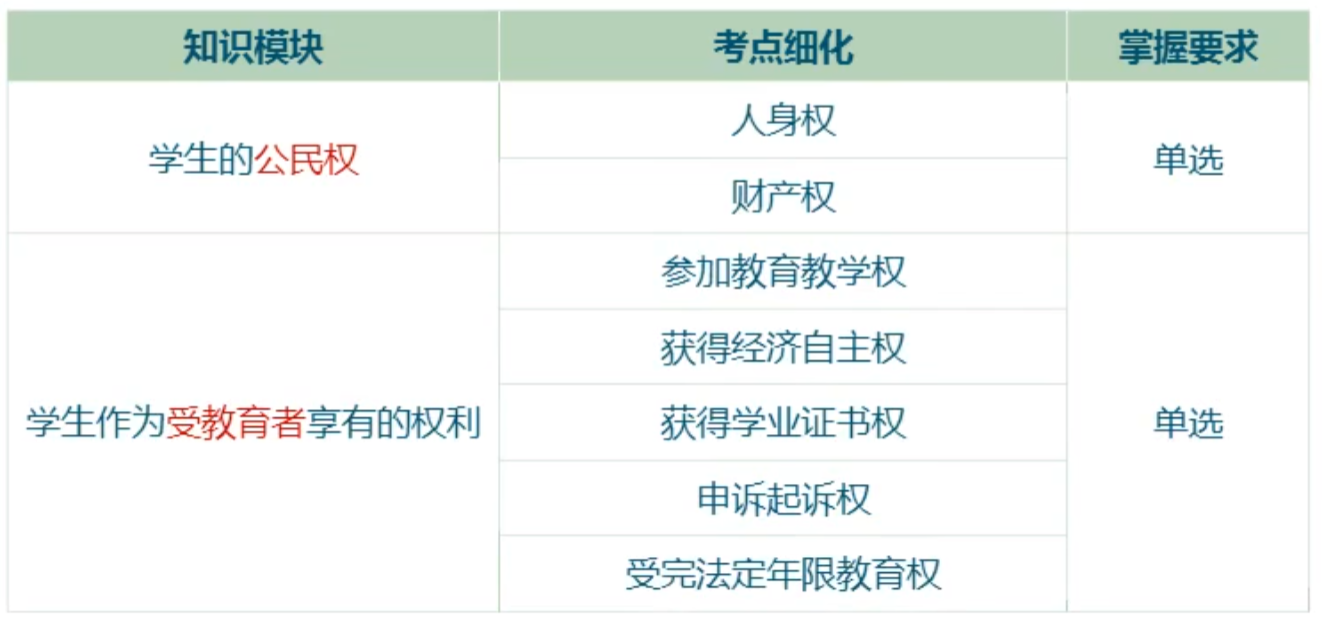 知识模块 考点细化 掌握要求
人身权
学生的公民权 单选
财产权
参加教育教学权
获得经济自主权
学生作为受教育者享有的权利 获得学业证书权 单选
申诉起诉权
受完法定年限教育权